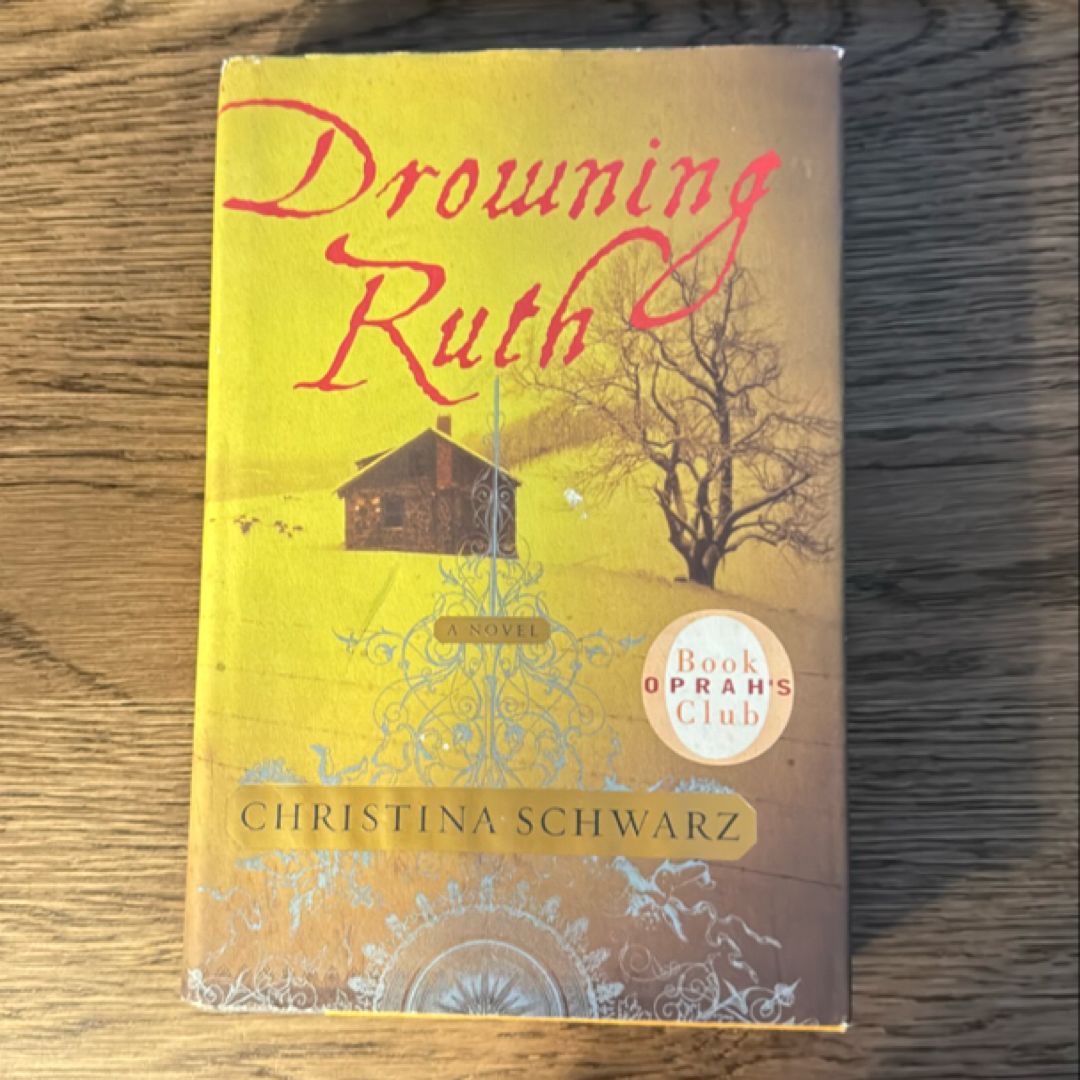 Drowning
Ruth
A NOVEL
Book
OPRAH'S
Club
CHRISTINA SCHWARZ